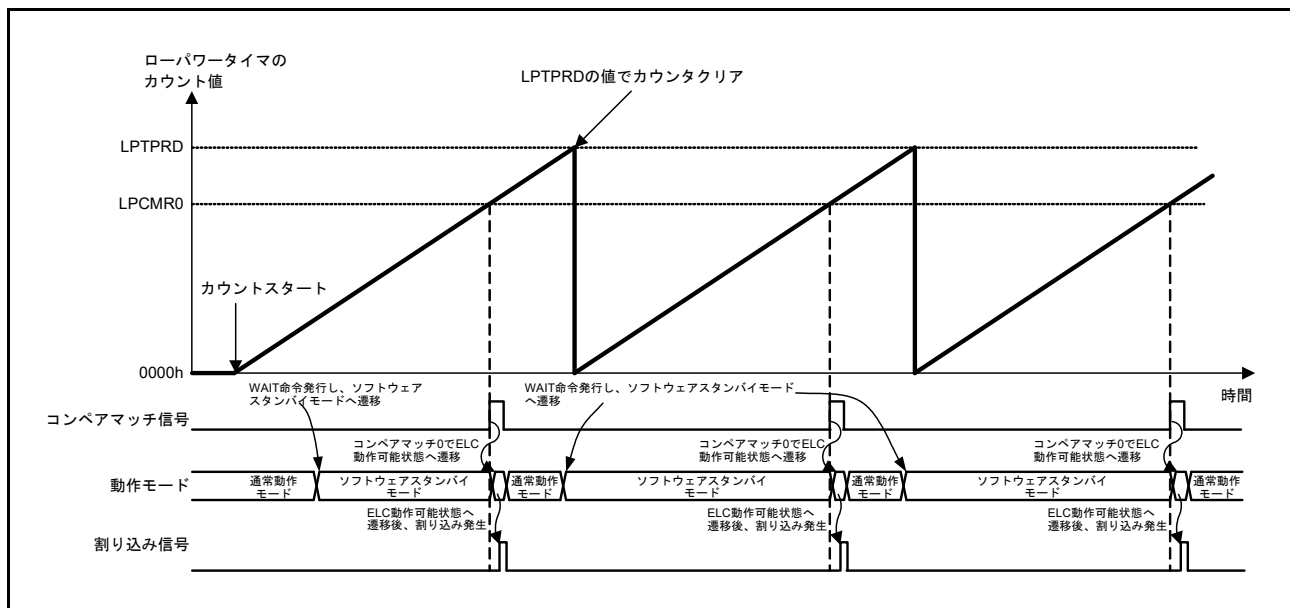 ローパワータイマの
カウント値
LPTPRDの値でカウンタクリア
LPTPRD
LPCMR0
カウントスタート
0000h
時間
WAIT命令発行し、ソフトウェア
スタンバイモードへ遷移
WAIT命令発行し、ソフトウェアスタンバイモード
へ遷移
コンペアマッチ信号
コンペアマッチ0でELC
動作可能状態へ遷移
コンペアマッチ0でELC
動作可能状態へ遷移
コンペアマッチ0でELC
動作可能状態へ遷移
動作モード
通常動作
モード
ソフトウェアスタンバイ
モード
通常動作
モード
ソフトウェアスタンバイ
モード
通常動作
モード
ソフトウェアスタンバイ
モード
通常動作
モード
ELC動作可能状態へ
遷移後、割り込み発生
ELC動作可能状態へ
遷移後、割り込み発生
ELC動作可能状態へ
遷移後、割り込み発生
割り込み信号